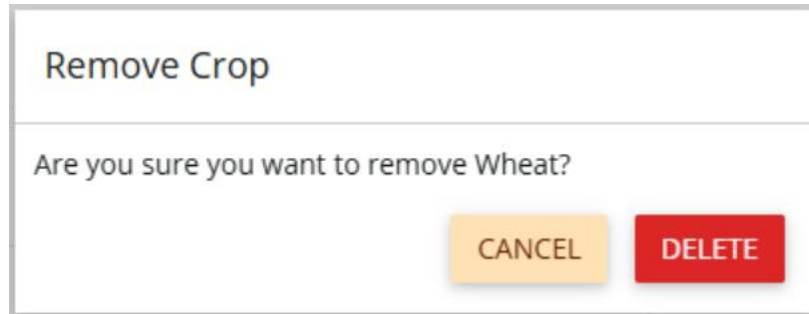 Remove Crop
Are you sure you want to remove Wheat?
CANCEL DELETE